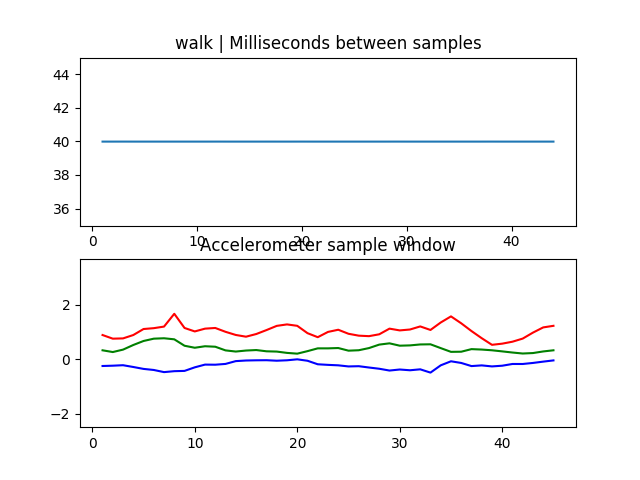 walk | Milliseconds between samples
44
42
40
38
36
0 10 20 30 40
Accelerometer sample window
2
0
−2
0 10 20 30 40